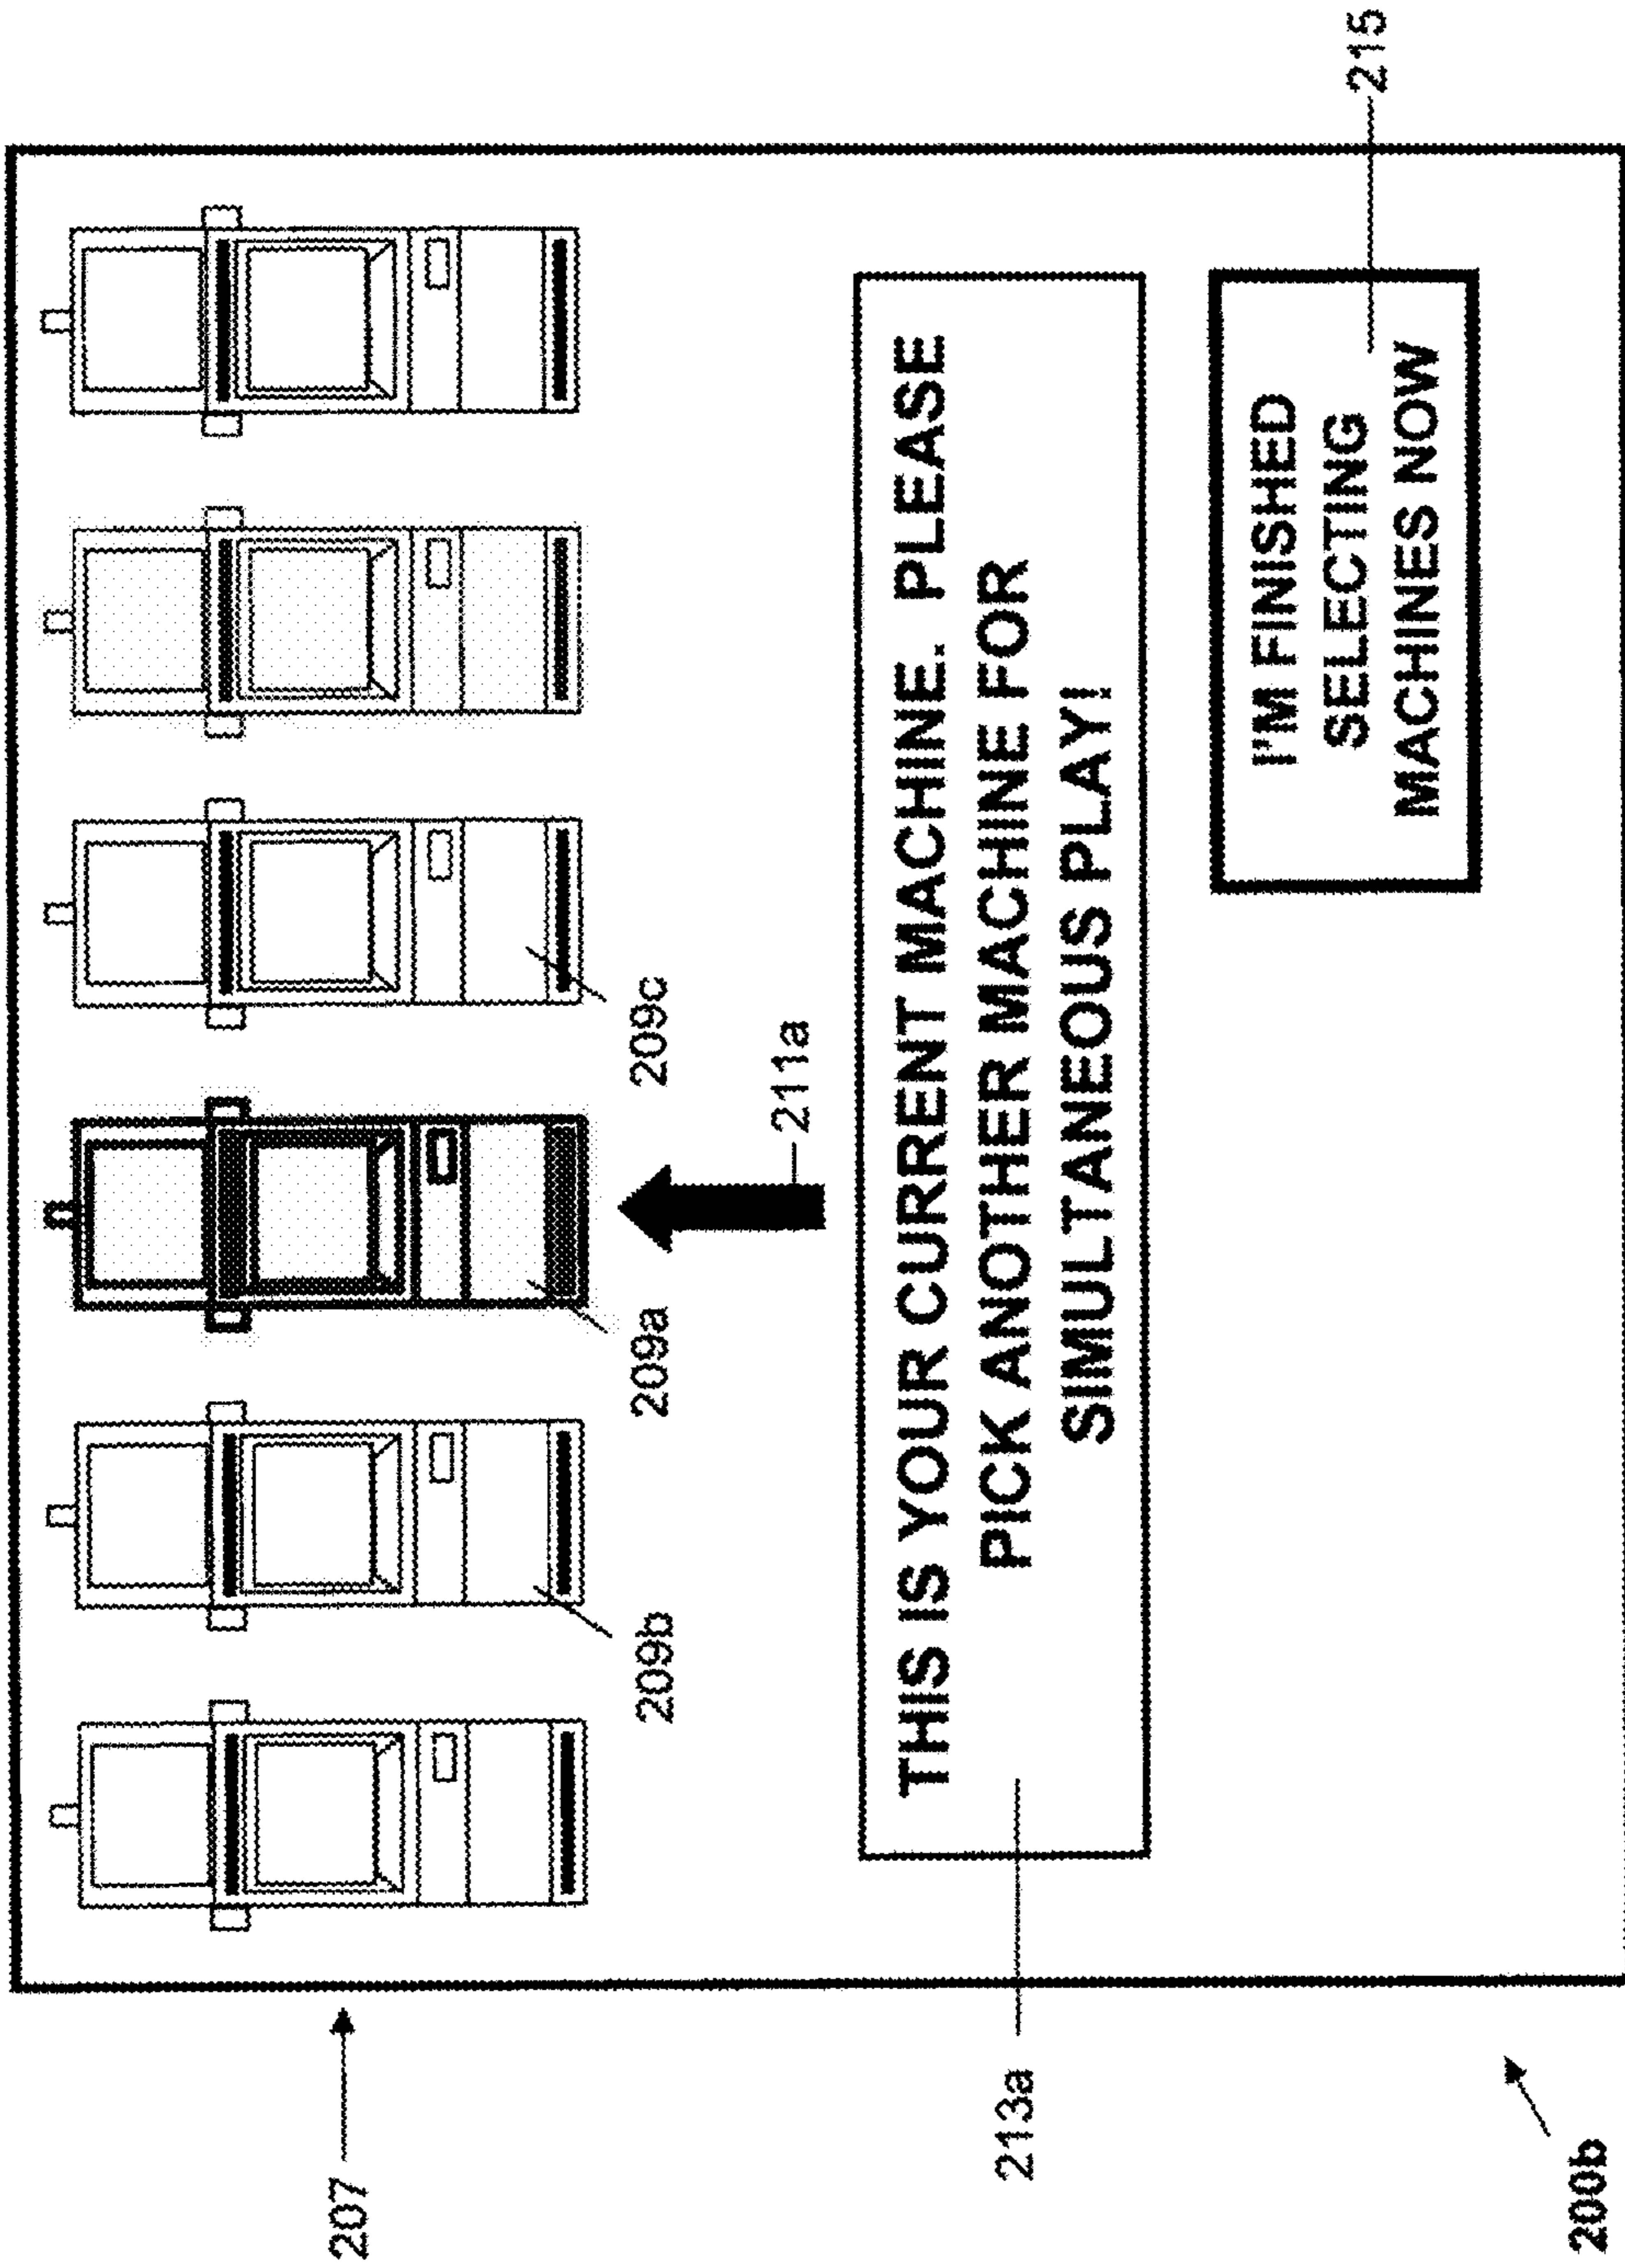 207
209b
209a
209c
211a
THIS IS YOUR CURRENT MACHINE. PLEASE
PICK ANOTHER MACHINE FOR
SIMULTANEOUS PLAY!
213a
I'M FINISHED
SELECTING
MACHINES NOW
215
200b